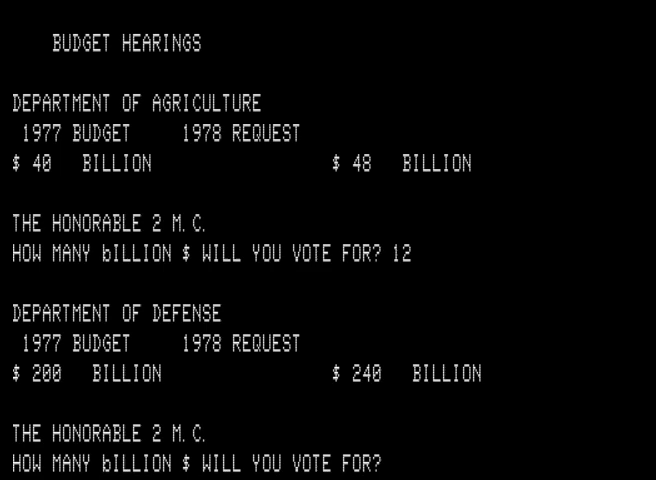 BUDGET HEARINGS
DEPARTMENT OF AGRICULTURE
1977 BUDGET 1978 REQUEST
$ 40 BILLION $ 48 BILLION
THE HONORABLE 2 M.C.
HOW MANY bILLION $ WILL YOU VOTE FOR? 12
DEPARTMENT OF DEFENSE
1977 BUDGET 1978 REQUEST
$ 200 BILLION $ 240 BILLION
THE HONORABLE 2 M.C.
HOW MANY bILLION $ WILL YOU VOTE FOR?